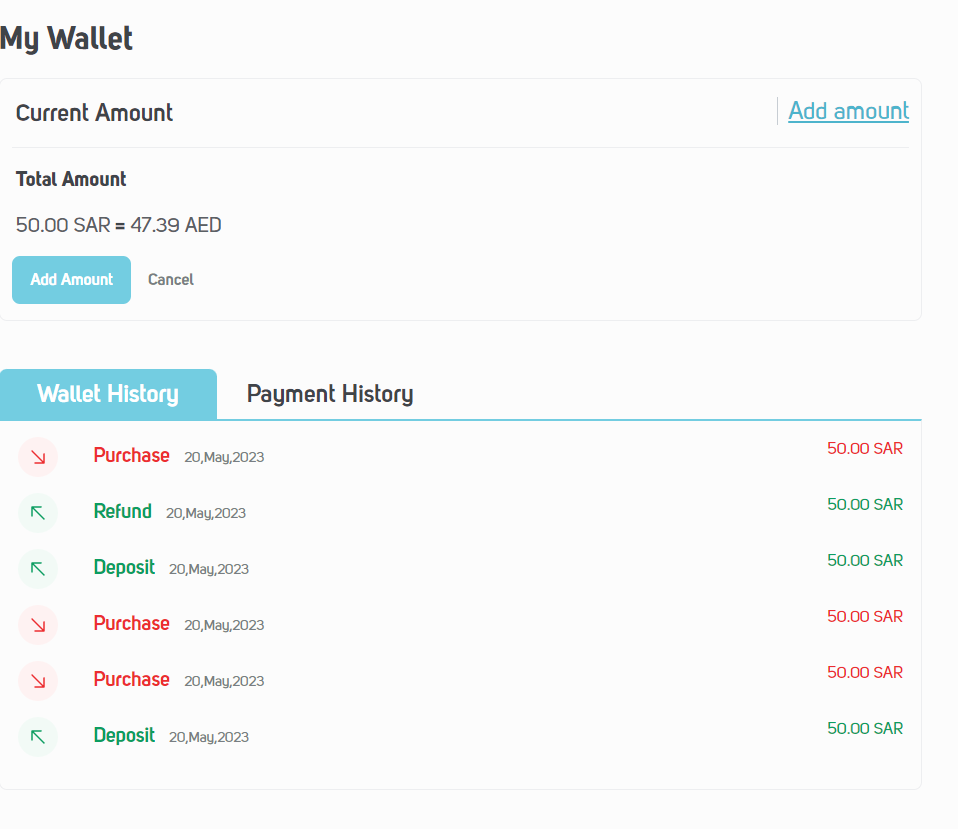 My Wallet
Current Amount
Add amount
Total Amount
50.00 SAR = 47.39 AED
Add Amount Cancel
Wallet History Payment History
Purchase 20,May,2023 50.00 SAR
Refund 20,May,2023 50.00 SAR
Deposit 20,May,2023 50.00 SAR
Purchase 20,May,2023 50.00 SAR
Purchase 20,May,2023 50.00 SAR
Deposit 20,May,2023 50.00 SAR